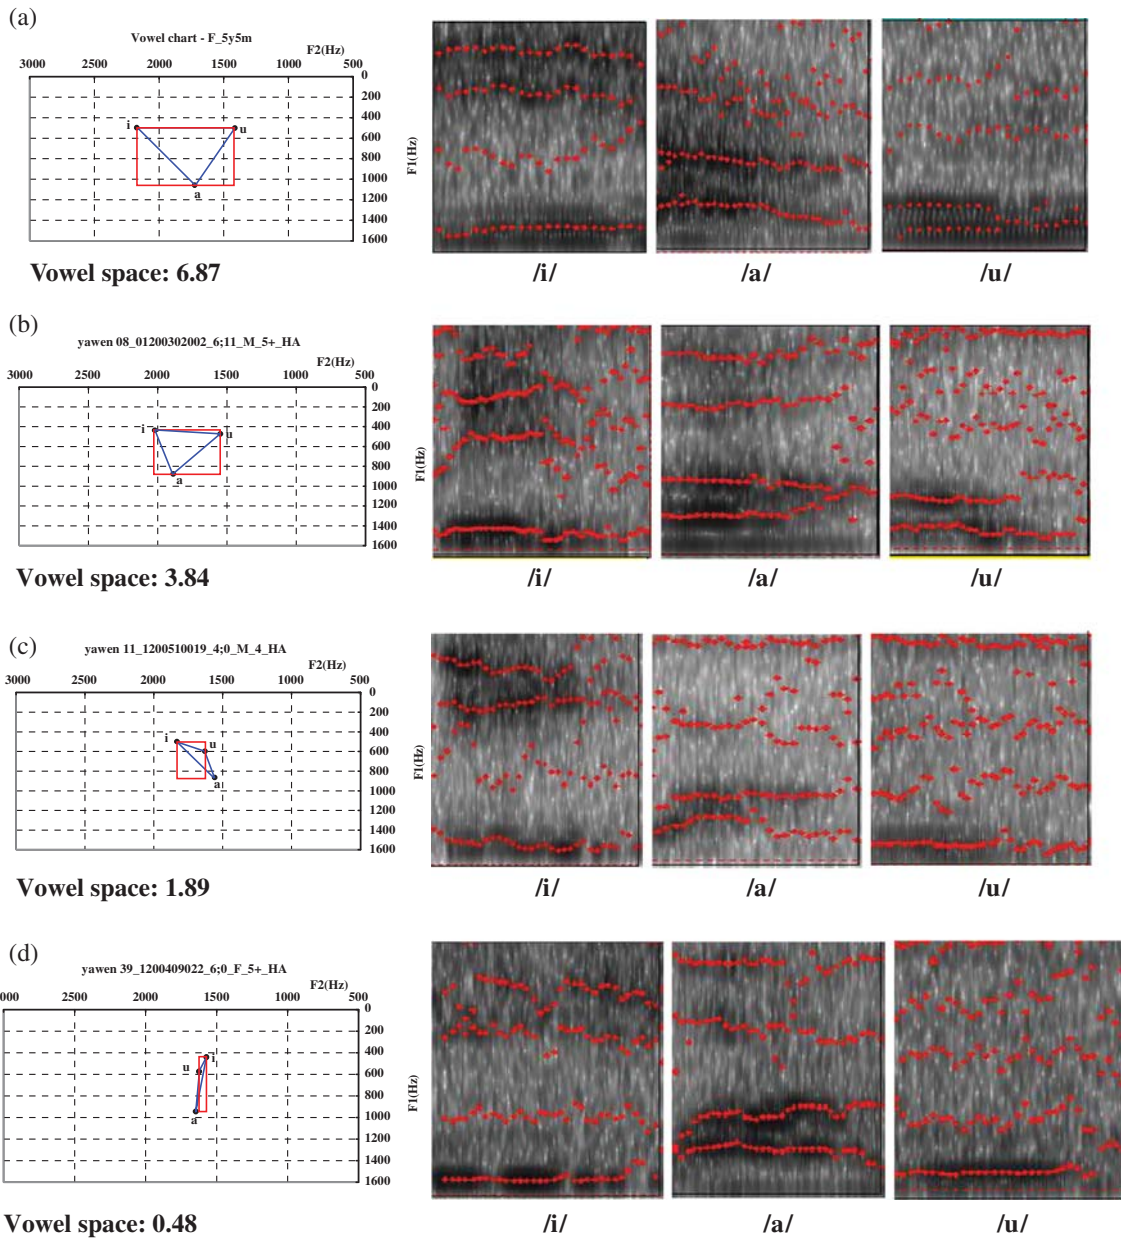 (a)
Vowel chart - F_5y5m
F2(Hz)
3000 2500 2000 1500 1000 500
0
200
400
600
800
1000
1200
1400
1600
i
u
a
F1(Hz)
Vowel space: 6.87
/i/ /a/ /u/
(b)
yawen 08_01200302002_6;11_M_5+_HA
F2(Hz)
3000 2500 2000 1500 1000 500
0
200
400
600
800
1000
1200
1400
1600
i
u
a
F1(Hz)
Vowel space: 3.84
/i/ /a/ /u/
(c)
yawen 11_1200510019_4;0_M_4_HA
F2(Hz)
3000 2500 2000 1500 1000 500
0
200
400
600
800
1000
1200
1400
1600
i
u
a
F1(Hz)
Vowel space: 1.89
/i/ /a/ /u/
(d)
yawen 39_1200409022_6;0_F_5+_HA
F2(Hz)
000 2500 2000 1500 1000 500
0
200
400
600
800
1000
1200
1400
1600
i
u
a
F1(Hz)
Vowel space: 0.48
/i/ /a/ /u/